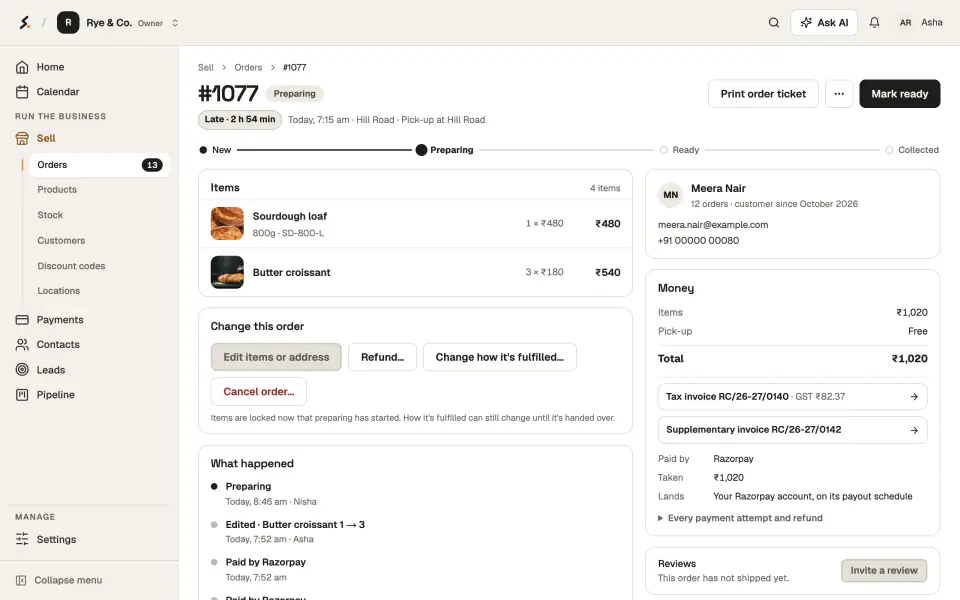 / R Rye & Co. Owner
Ask AI AR Asha
Home
Calendar
RUN THE BUSINESS
Sell
Orders 13
Products
Stock
Customers
Discount codes
Locations
Payments
Contacts
Leads
Pipeline
MANAGE
Settings
Collapse menu
Sell > Orders > #1077
#1077 Preparing
Late · 2 h 54 min Today, 7:15 am · Hill Road · Pick-up at Hill Road
Print order ticket ... Mark ready
New Preparing Ready Collected
Items 4 items
Sourdough loaf
800g · SD-800-L
1 × ₹480 ₹480
Butter croissant 3 × ₹180 ₹540
Change this order
Edit items or address Refund... Change how it's fulfilled...
Cancel order...
Items are locked now that preparing has started. How it's fulfilled can still change until it's handed over.
What happened
Preparing
Today, 8:46 am · Nisha
Edited · Butter croissant 1 → 3
Today, 7:52 am · Asha
Paid by Razorpay
Today, 7:52 am
Paid by Razorpay
MN Meera Nair
12 orders · customer since October 2026
meera.nair@example.com
+91 00000 00080
Money
Items ₹1,020
Pick-up Free
Total ₹1,020
Tax invoice RC/26-27/0140 · GST ₹82.37 →
Supplementary invoice RC/26-27/0142 →
Paid by Razorpay
Taken ₹1,020
Lands Your Razorpay account, on its payout schedule
Every payment attempt and refund
Reviews
This order has not shipped yet.
Invite a review